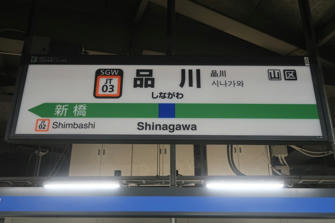 SGW
JT
03
品川
しながわ
品川
시나가와
山 区
新橋
JT
02
Shimbashi
Shinagawa